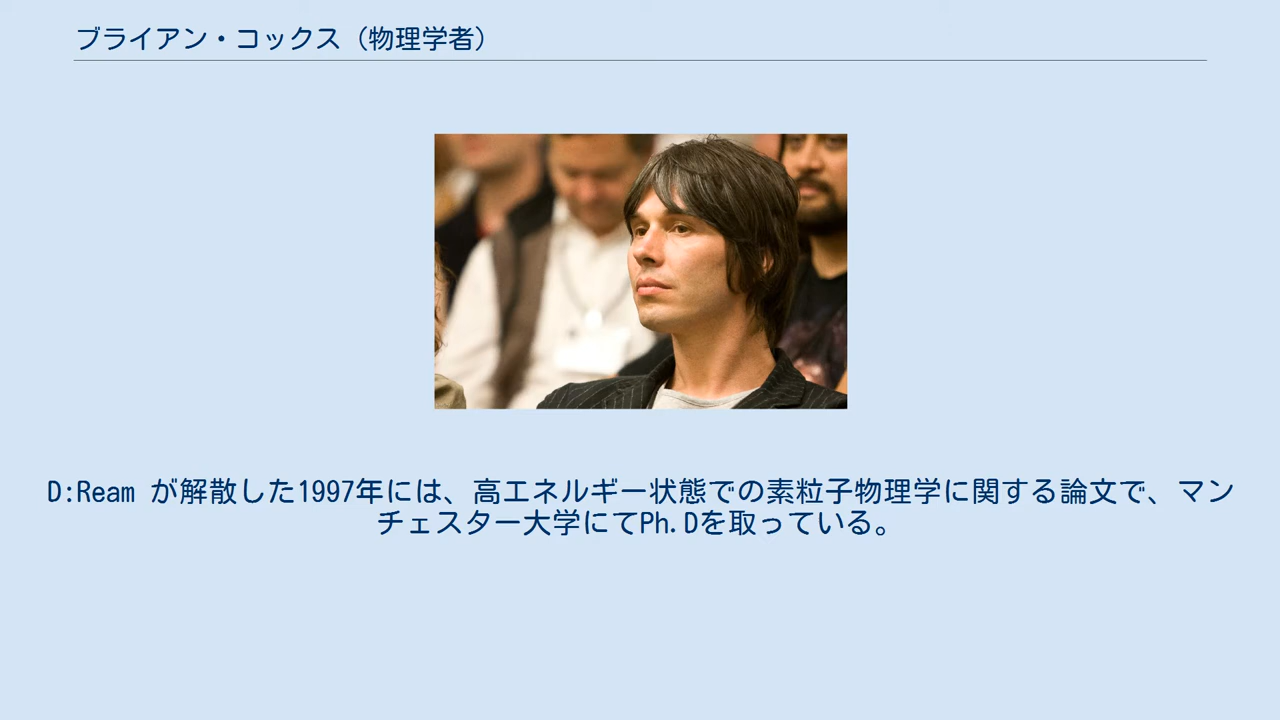 ブライアン・コックス（物理学者）
D:Ream が解散した1997年には、高エネルギー状態での素粒子物理学に関する論文で、マン
チェスター大学にてPh.Dを取っている。